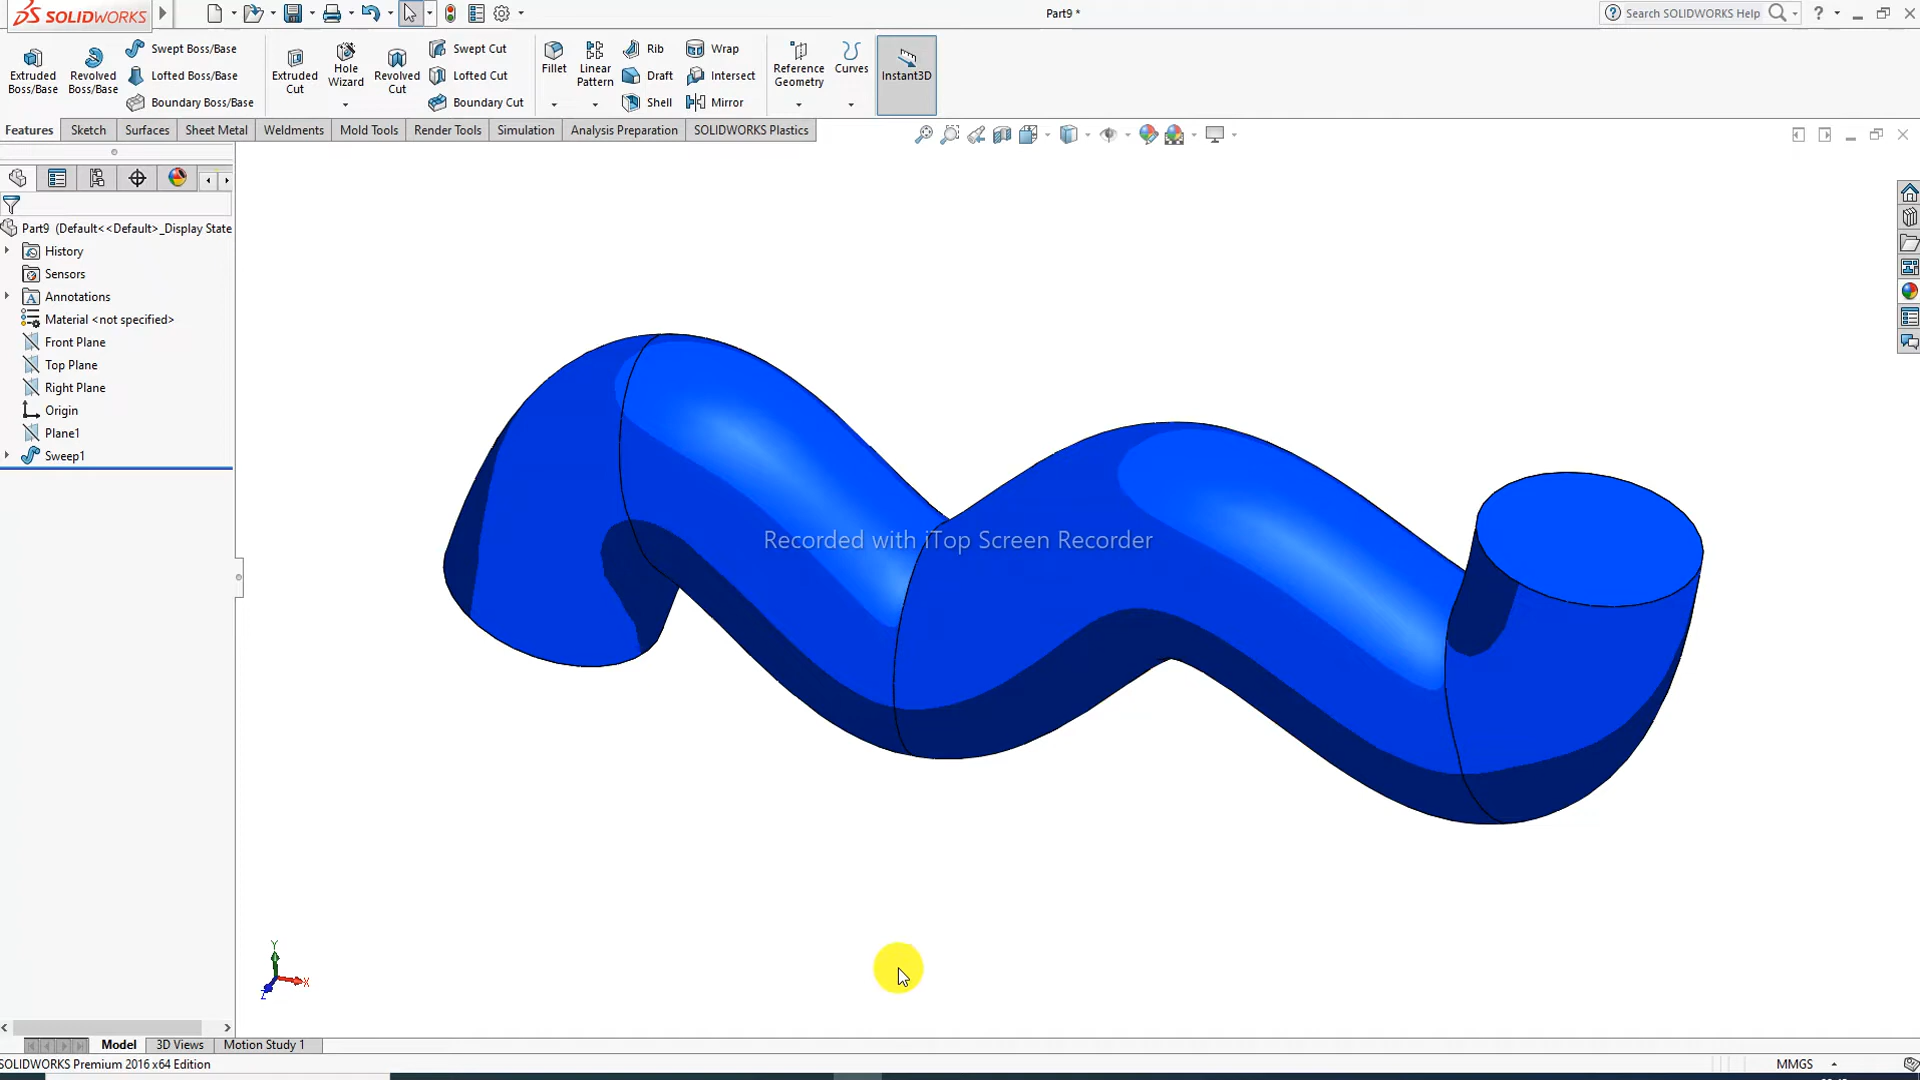 SOLIDWORKS
Part9 *
Search SOLIDWORKS Help
Extruded Boss/Base
Revolved Boss/Base
Swept Boss/Base
Lofted Boss/Base
Boundary Boss/Base
Extruded Cut
Hole Wizard
Revolved Cut
Swept Cut
Lofted Cut
Boundary Cut
Fillet
Linear Pattern
Rib
Draft
Shell
Wrap
Intersect
Mirror
Reference Geometry
Curves
Instant3D
Features Sketch Surfaces Sheet Metal Weldments Mold Tools Render Tools Simulation Analysis Preparation SOLIDWORKS Plastics
Part9 (Default<<Default>_Display State
History
Sensors
Annotations
Material <not specified>
Front Plane
Top Plane
Right Plane
Origin
Plane1
Sweep1
Recorded with iTop Screen Recorder
Y
X
Z
Model 3D Views Motion Study 1
SOLIDWORKS Premium 2016 x64 Edition
MMGS